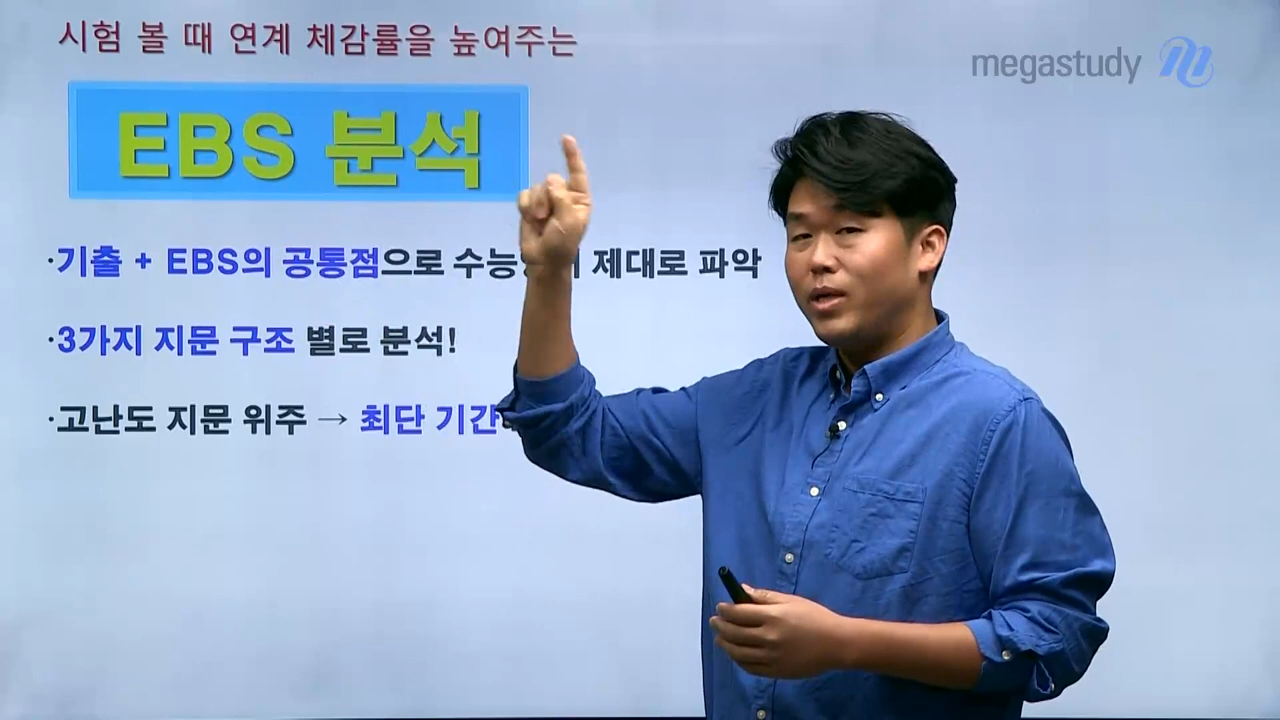 시험 볼 때 연계 체감률을 높여주는
megastudy
EBS 분석
·기출 + EBS의 공통점으로 제대로 파악
·3가지 지문 구조 별로 분석!
·고난도 지문 위주 → 최단 기간